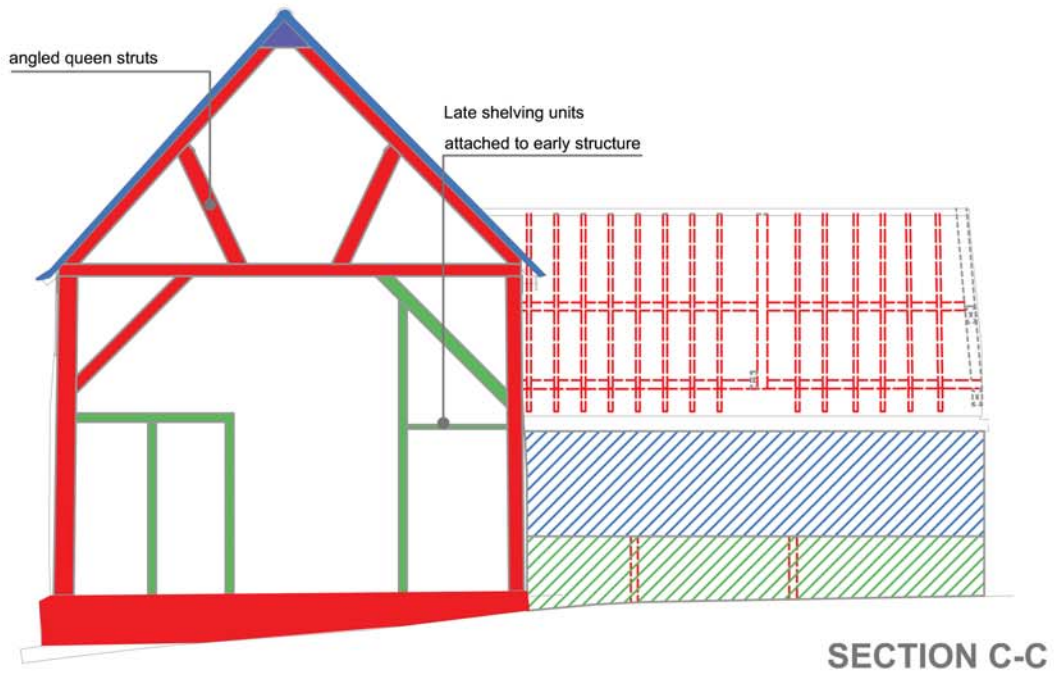 angled queen struts
Late shelving units
attached to early structure
SECTION C-C